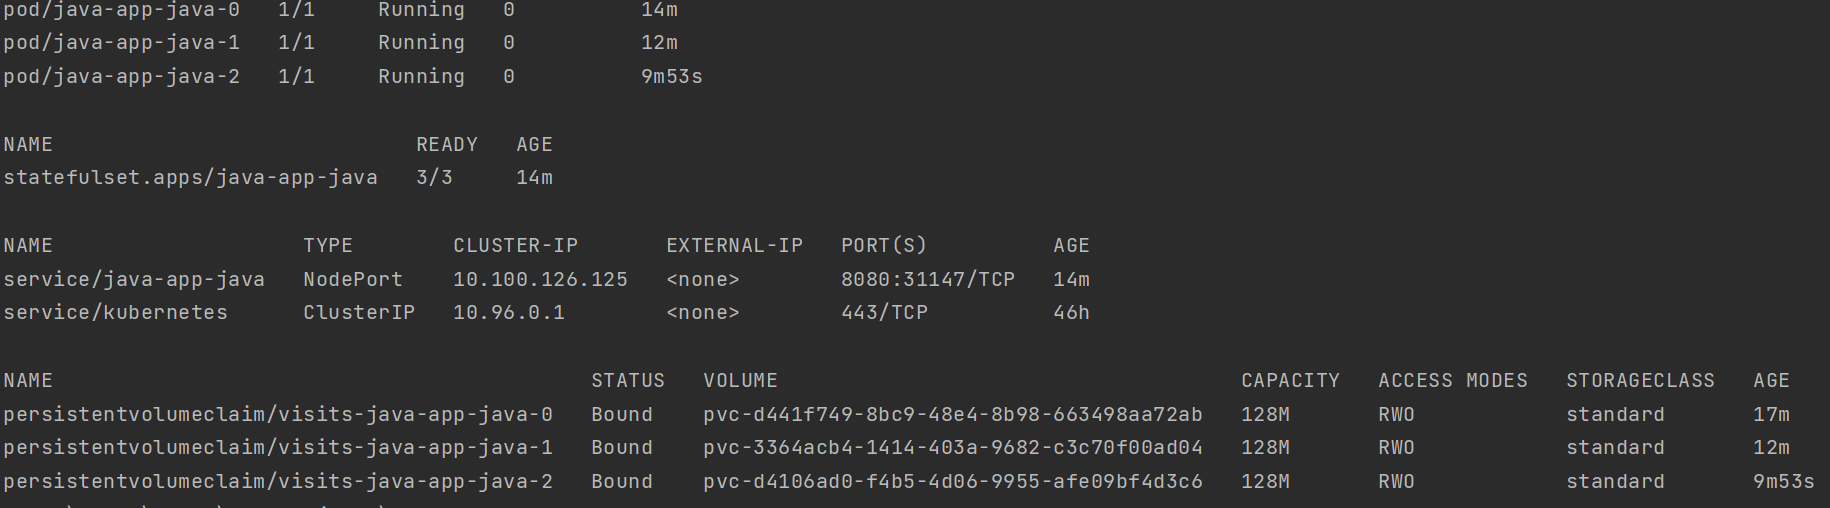 pod/java-app-java-0   1/1     Running   0          14m
pod/java-app-java-1   1/1     Running   0          12m
pod/java-app-java-2   1/1     Running   0          9m53s
NAME                             READY   AGE
statefulset.apps/java-app-java   3/3     14m
NAME                    TYPE        CLUSTER-IP       EXTERNAL-IP   PORT(S)          AGE
service/java-app-java   NodePort    10.100.126.125   <none>        8080:31147/TCP   14m
service/kubernetes      ClusterIP   10.96.0.1        <none>        443/TCP          46h
NAME                                           STATUS   VOLUME                                     CAPACITY   ACCESS MODES   STORAGECLASS   AGE
persistentvolumeclaim/visits-java-app-java-0   Bound    pvc-d441f749-8bc9-48e4-8b98-663498aa72ab   128M       RWO            standard       17m
persistentvolumeclaim/visits-java-app-java-1   Bound    pvc-3364acb4-1414-403a-9682-c3c70f00ad04   128M       RWO            standard       12m
persistentvolumeclaim/visits-java-app-java-2   Bound    pvc-d4106ad0-f4b5-4d06-9955-afe09bf4d3c6   128M       RWO            standard       9m53s